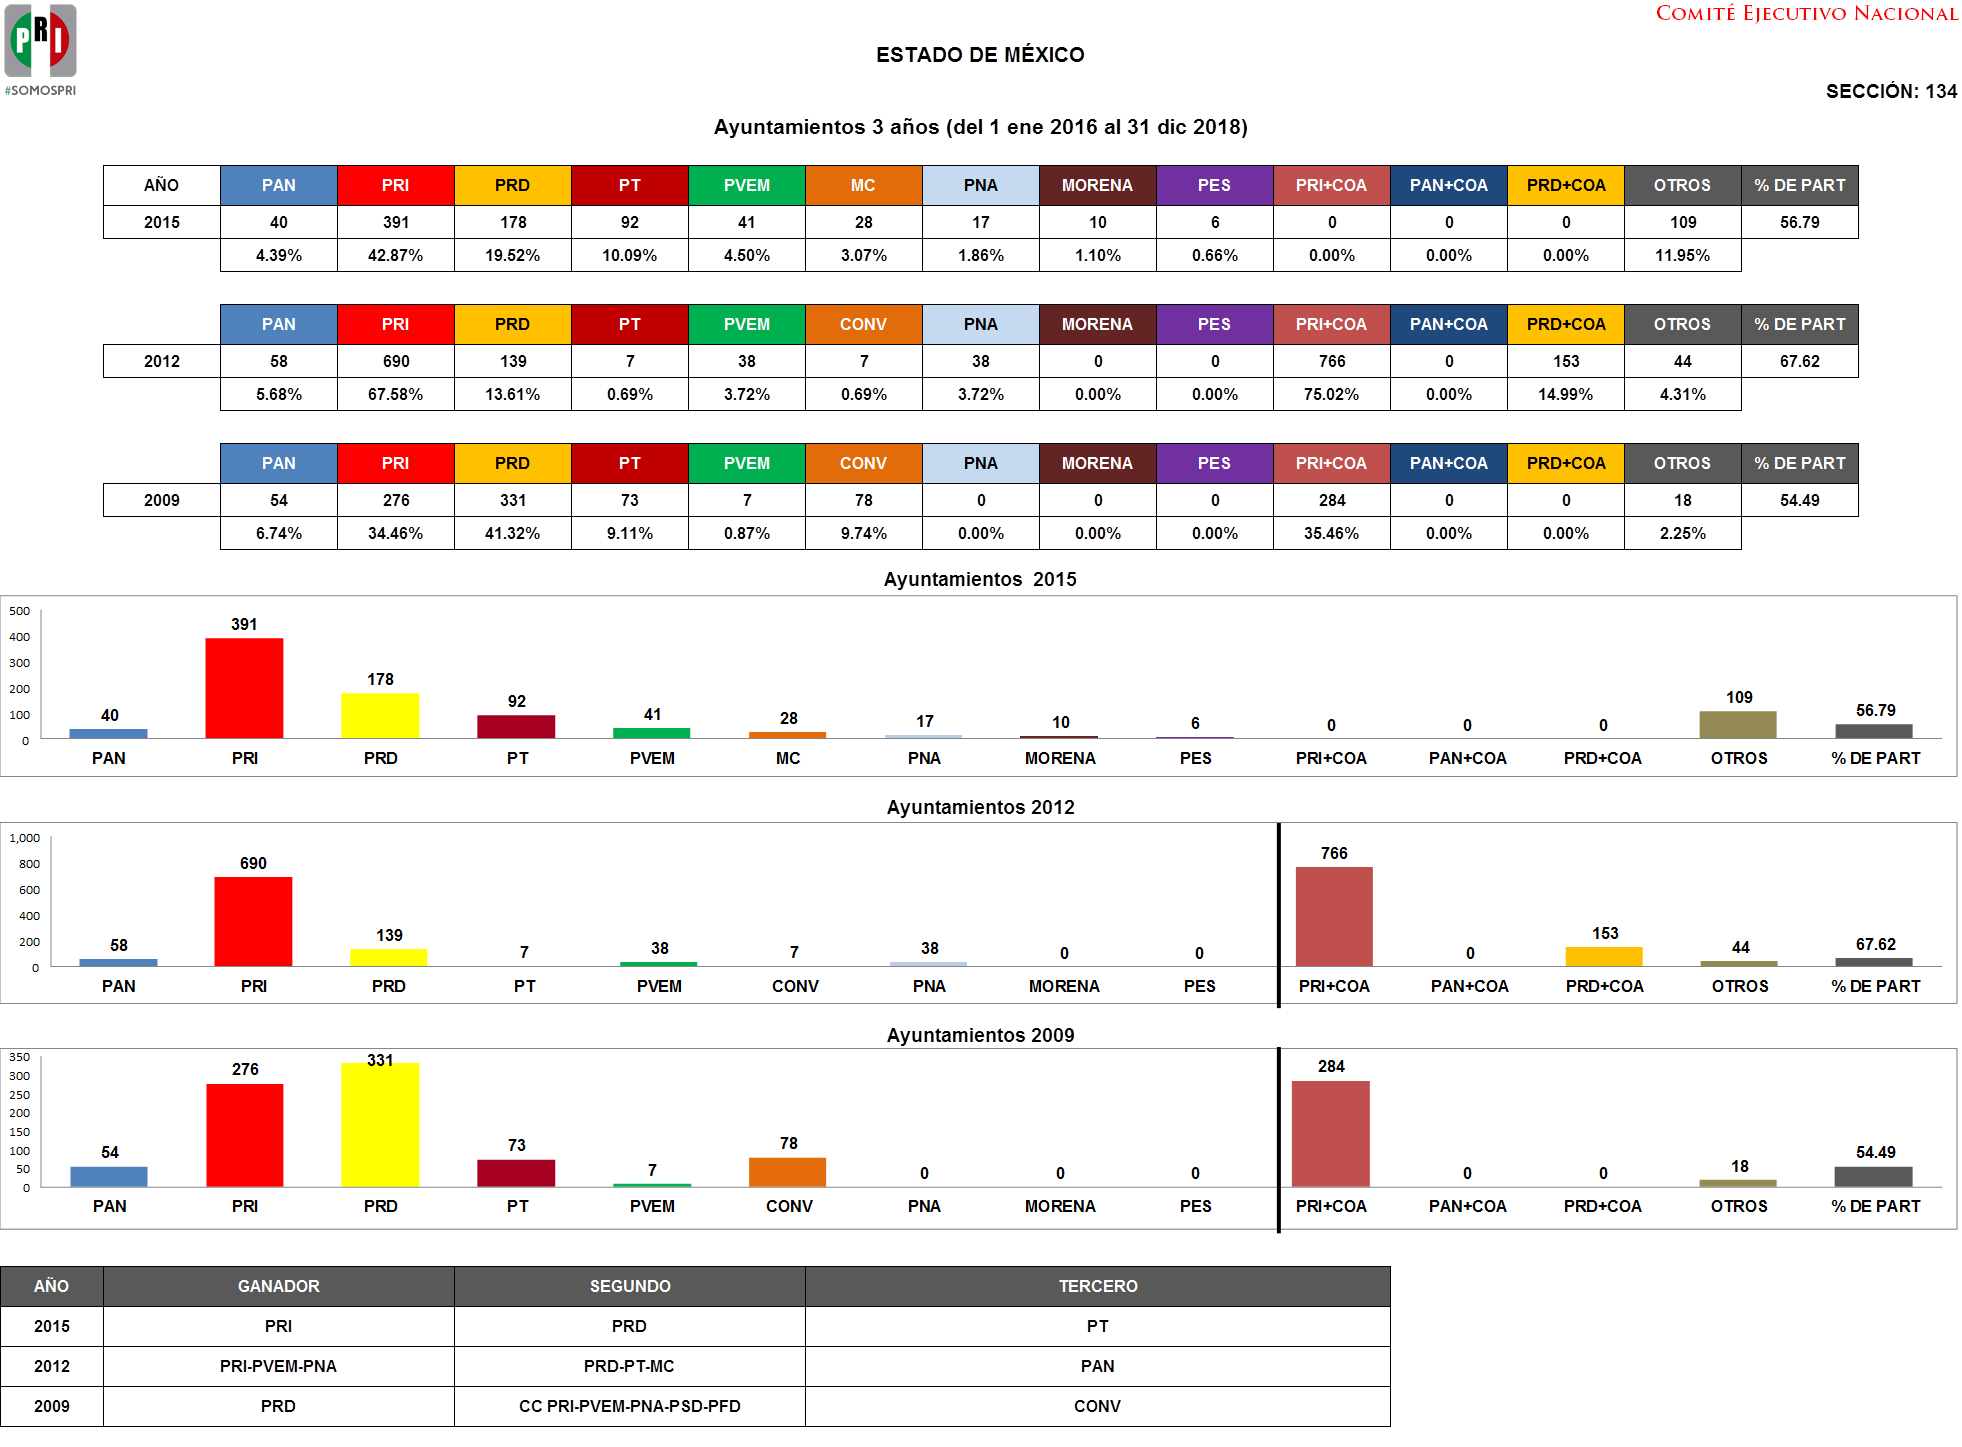 PRI
#SOMOSPRI
COMITÉ EJECUTIVO NACIONAL
ESTADO DE MÉXICO
SECCIÓN: 134
Ayuntamientos 3 años (del 1 ene 2016 al 31 dic 2018)
AÑO PAN PRI PRD PT PVEM MC PNA MORENA PES PRI+COA PAN+COA PRD+COA OTROS % DE PART
2015 40 391 178 92 41 28 17 10 6 0 0 0 109 56.79
4.39% 42.87% 19.52% 10.09% 4.50% 3.07% 1.86% 1.10% 0.66% 0.00% 0.00% 0.00% 11.95%
PAN PRI PRD PT PVEM CONV PNA MORENA PES PRI+COA PAN+COA PRD+COA OTROS % DE PART
2012 58 690 139 7 38 7 38 0 0 766 0 153 44 67.62
5.68% 67.58% 13.61% 0.69% 3.72% 0.69% 3.72% 0.00% 0.00% 75.02% 0.00% 14.99% 4.31%
PAN PRI PRD PT PVEM CONV PNA MORENA PES PRI+COA PAN+COA PRD+COA OTROS % DE PART
2009 54 276 331 73 7 78 0 0 0 284 0 0 18 54.49
6.74% 34.46% 41.32% 9.11% 0.87% 9.74% 0.00% 0.00% 0.00% 35.46% 0.00% 0.00% 2.25%
Ayuntamientos 2015
500
400
300
200
100
0
40 391 178 92 41 28 17 10 6 0 0 0 109 56.79
PAN PRI PRD PT PVEM MC PNA MORENA PES PRI+COA PAN+COA PRD+COA OTROS % DE PART
Ayuntamientos 2012
1,000
800
600
400
200
0
58 690 139 7 38 7 38 0 0 766 0 153 44 67.62
PAN PRI PRD PT PVEM CONV PNA MORENA PES PRI+COA PAN+COA PRD+COA OTROS % DE PART
Ayuntamientos 2009
350
300
250
200
150
100
50
0
54 276 331 73 7 78 0 0 0 284 0 0 18 54.49
PAN PRI PRD PT PVEM CONV PNA MORENA PES PRI+COA PAN+COA PRD+COA OTROS % DE PART
AÑO GANADOR SEGUNDO TERCERO
2015 PRI PRD PT
2012 PRI-PVEM-PNA PRD-PT-MC PAN
2009 PRD CC PRI-PVEM-PNA-PSD-PFD CONV